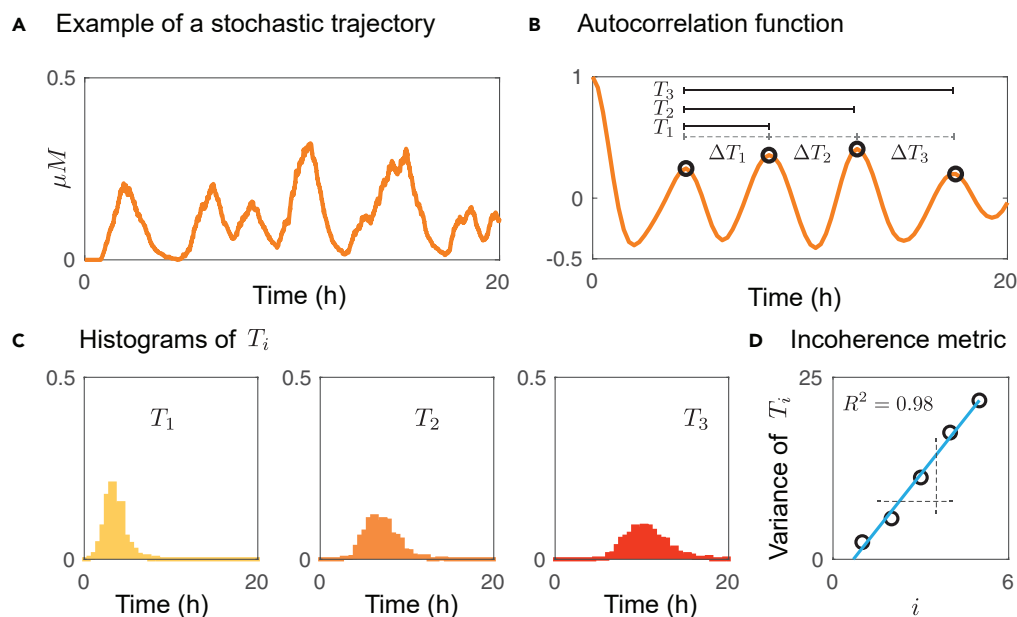 A Example of a stochastic trajectory
0.5
μM
0
0 20
Time (h)
B Autocorrelation function
1
T₃
T₂
T₁
ΔT₁ ΔT₂ ΔT₃
0
-0.5
0 20
Time (h)
C Histograms of Tᵢ
0.5
T₁
0
0 20
Time (h)
0.5
T₂
0
0 20
Time (h)
0.5
T₃
0
0 20
Time (h)
D Incoherence metric
25
R² = 0.98
Variance of Tᵢ
0
0 6
i